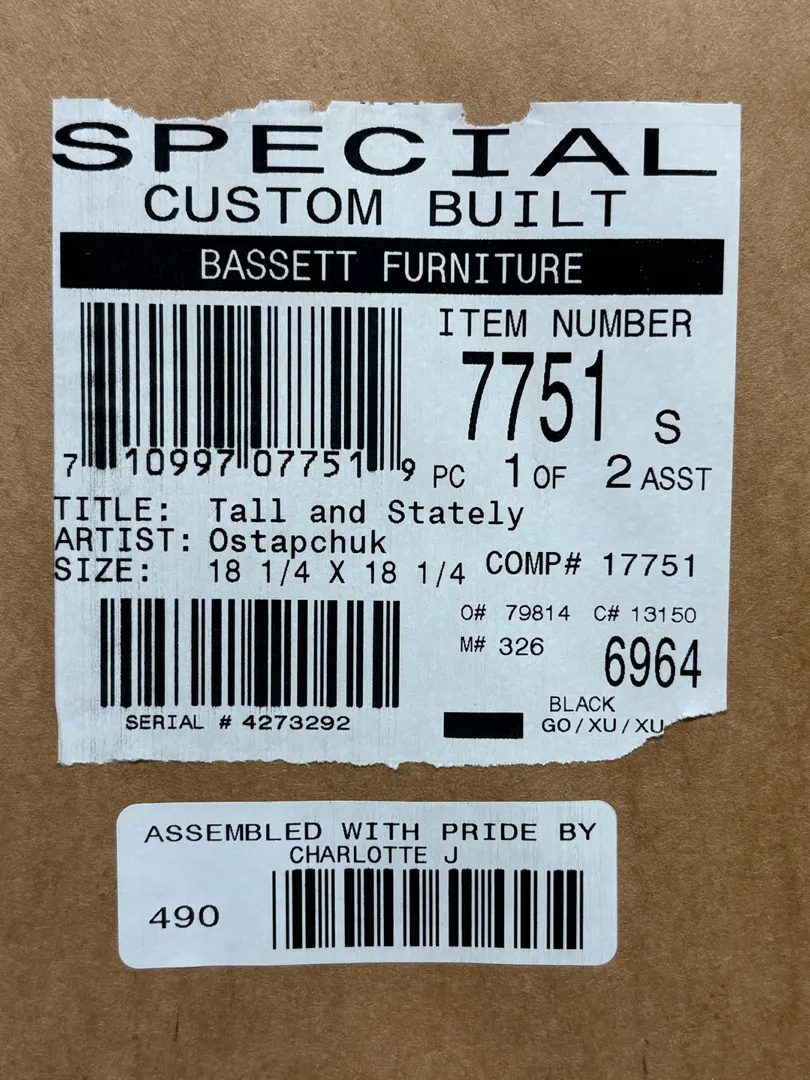 SPECIAL
CUSTOM BUILT
BASSETT FURNITURE
ITEM NUMBER
7751 S
7 10997 07751 9
PC 1 OF 2 ASST
TITLE: Tall and Stately
ARTIST: Ostapchuk
SIZE: 18 1/4 X 18 1/4
COMP# 17751
O# 79814 C# 13150
M# 326
6964
SERIAL # 4273292
BLACK
GO/XU/XU
ASSEMBLED WITH PRIDE BY
CHARLOTTE J
490